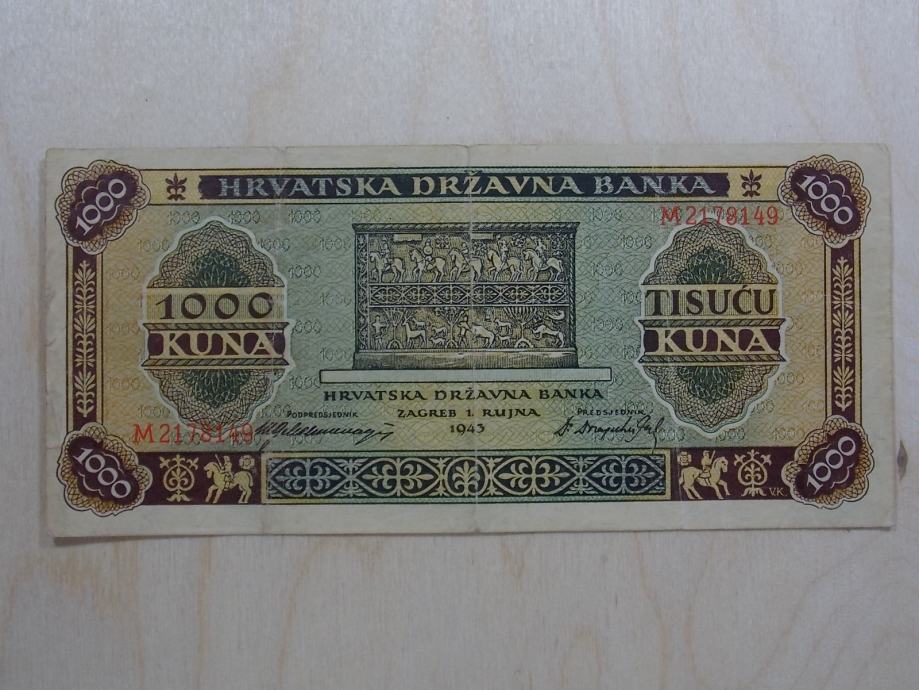 1000
HRVATSKA DRŽAVNA BANKA
1000
M2178149
1000
KUNA
TISUĆU
KUNA
HRVATSKA DRŽAVNA BANKA
PODPREDSJEDNIK
ZAGREB 1. RUJNA
PREDSJEDNIK
M2178149
1943
1000
1000
V.K.